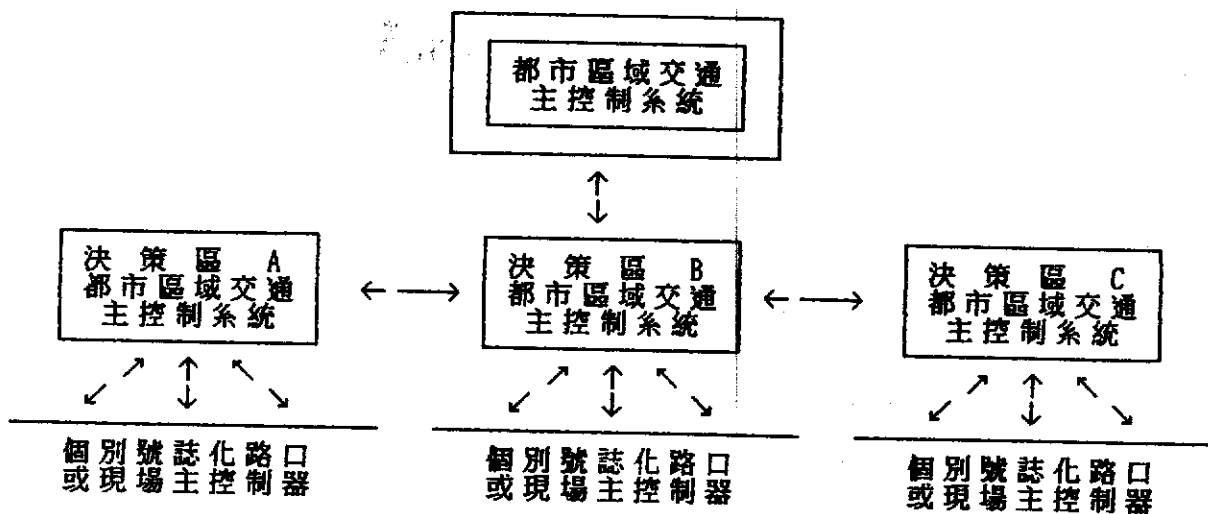 都市區域交通
主控制系統
決策區 A
都市區域交通
主控制系統
決策區 B
都市區域交通
主控制系統
決策區 C
都市區域交通
主控制系統
個別號誌化路口
或現場主控制器
個別號誌化路口
或現場主控制器
個別號誌化路口
或現場主控制器